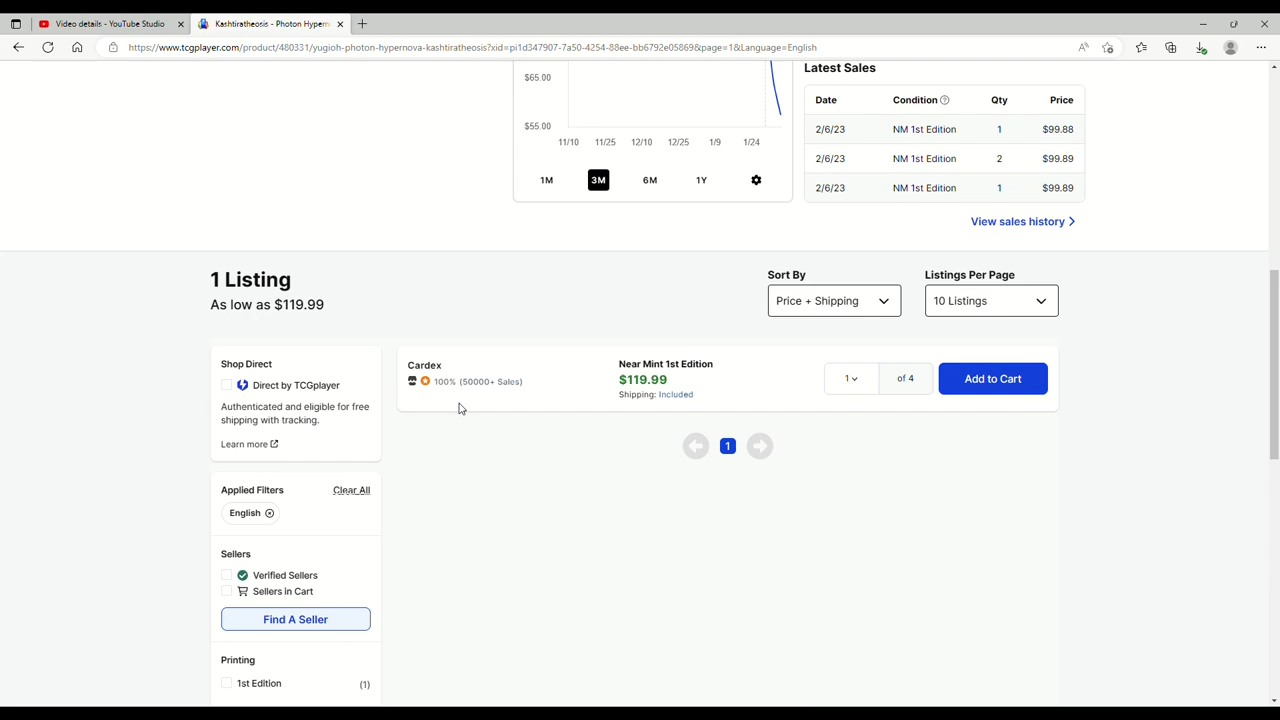 Video details - YouTube Studio
Kashtiratheosis - Photon Hypern
https://www.tcgplayer.com/product/480331/yugioh-photon-hypernova-kashtiratheosis?xid=pi1d347907-7a50-4254-88ee-bb6792e05869&page=1&Language=English
$65.00
$55.00
11/10 11/25 12/10 12/25 1/9 1/24
1M 3M 6M 1Y
Latest Sales
Date Condition Qty Price
2/6/23 NM 1st Edition 1 $99.88
2/6/23 NM 1st Edition 2 $99.89
2/6/23 NM 1st Edition 1 $99.89
View sales history
1 Listing
As low as $119.99
Sort By
Price + Shipping
Listings Per Page
10 Listings
Shop Direct
Direct by TCGplayer
Authenticated and eligible for free
shipping with tracking.
Learn more
Cardex
100% (50000+ Sales)
Near Mint 1st Edition
$119.99
Shipping: Included
1 of 4
Add to Cart
1
Applied Filters Clear All
English
Sellers
Verified Sellers
Sellers in Cart
Find A Seller
Printing
1st Edition (1)